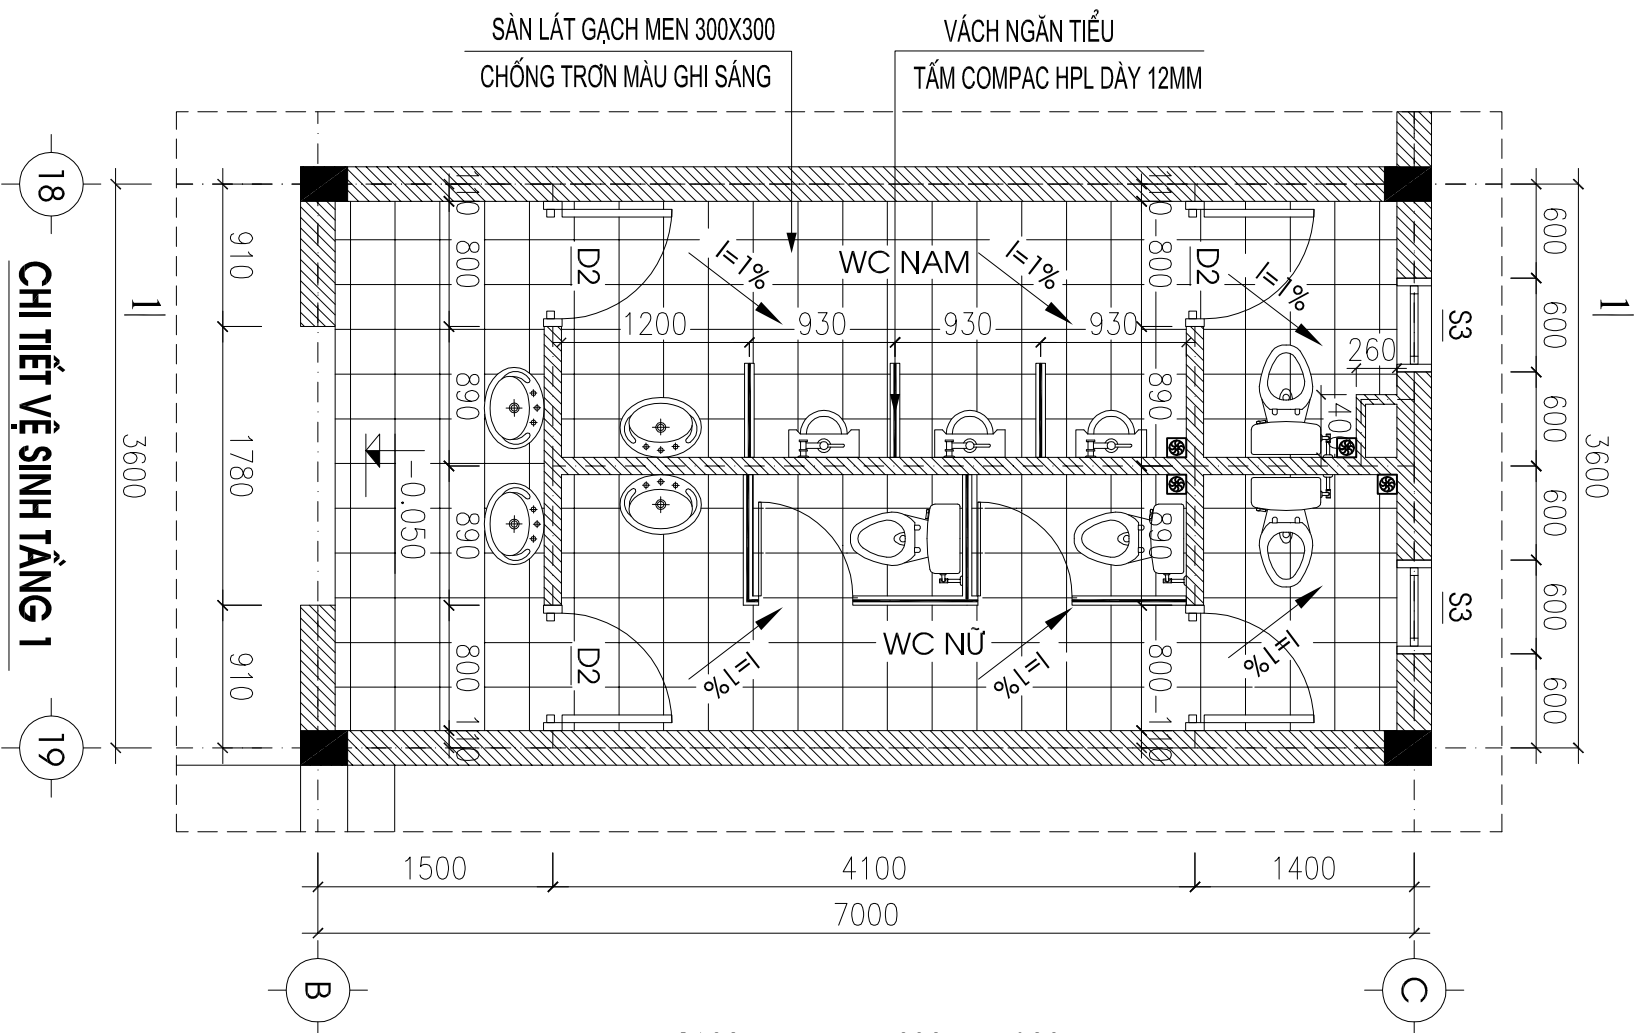 SÀN LÁT GẠCH MEN 300X300
CHỐNG TRƠN MÀU GHI SÁNG
VÁCH NGĂN TIỂU
TẤM COMPAC HPL DÀY 12MM
18
19
CHI TIẾT VỆ SINH TẦNG 1
1
1
3600
910
1780
910
110
800
890
890
800
110
-0.050
D2
D2
D2
WC NAM
I=1%
I=1%
I=1%
1200
930
930
930
110
800
890
890
800
110
260
WC NỮ
I=1%
I=1%
I=1%
S3
S3
600
600
600
600
600
600
3600
1500
4100
1400
7000
B
C